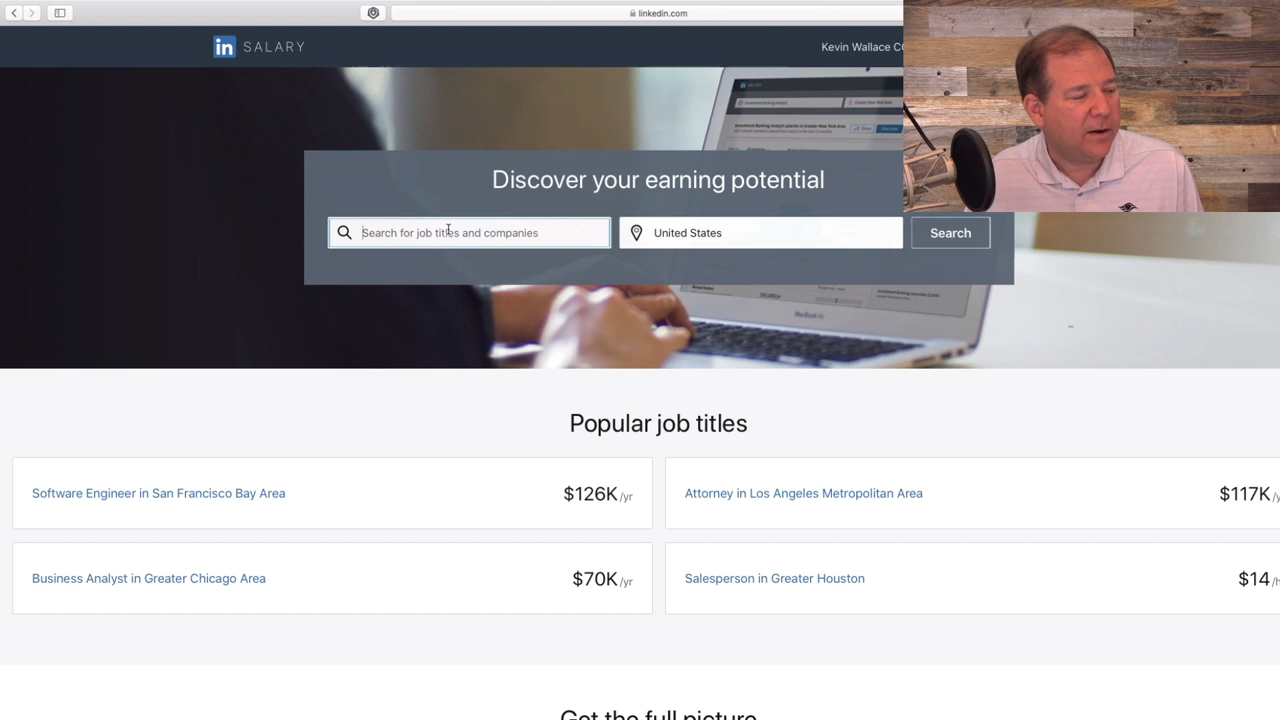 linkedin.com
in SALARY
Kevin Wallace
Discover your earning potential
Search for job titles and companies
United States
Search
Popular job titles
Software Engineer in San Francisco Bay Area
$126K/yr
Attorney in Los Angeles Metropolitan Area
$117K/y
Business Analyst in Greater Chicago Area
$70K/yr
Salesperson in Greater Houston
$14/h
Get the full picture